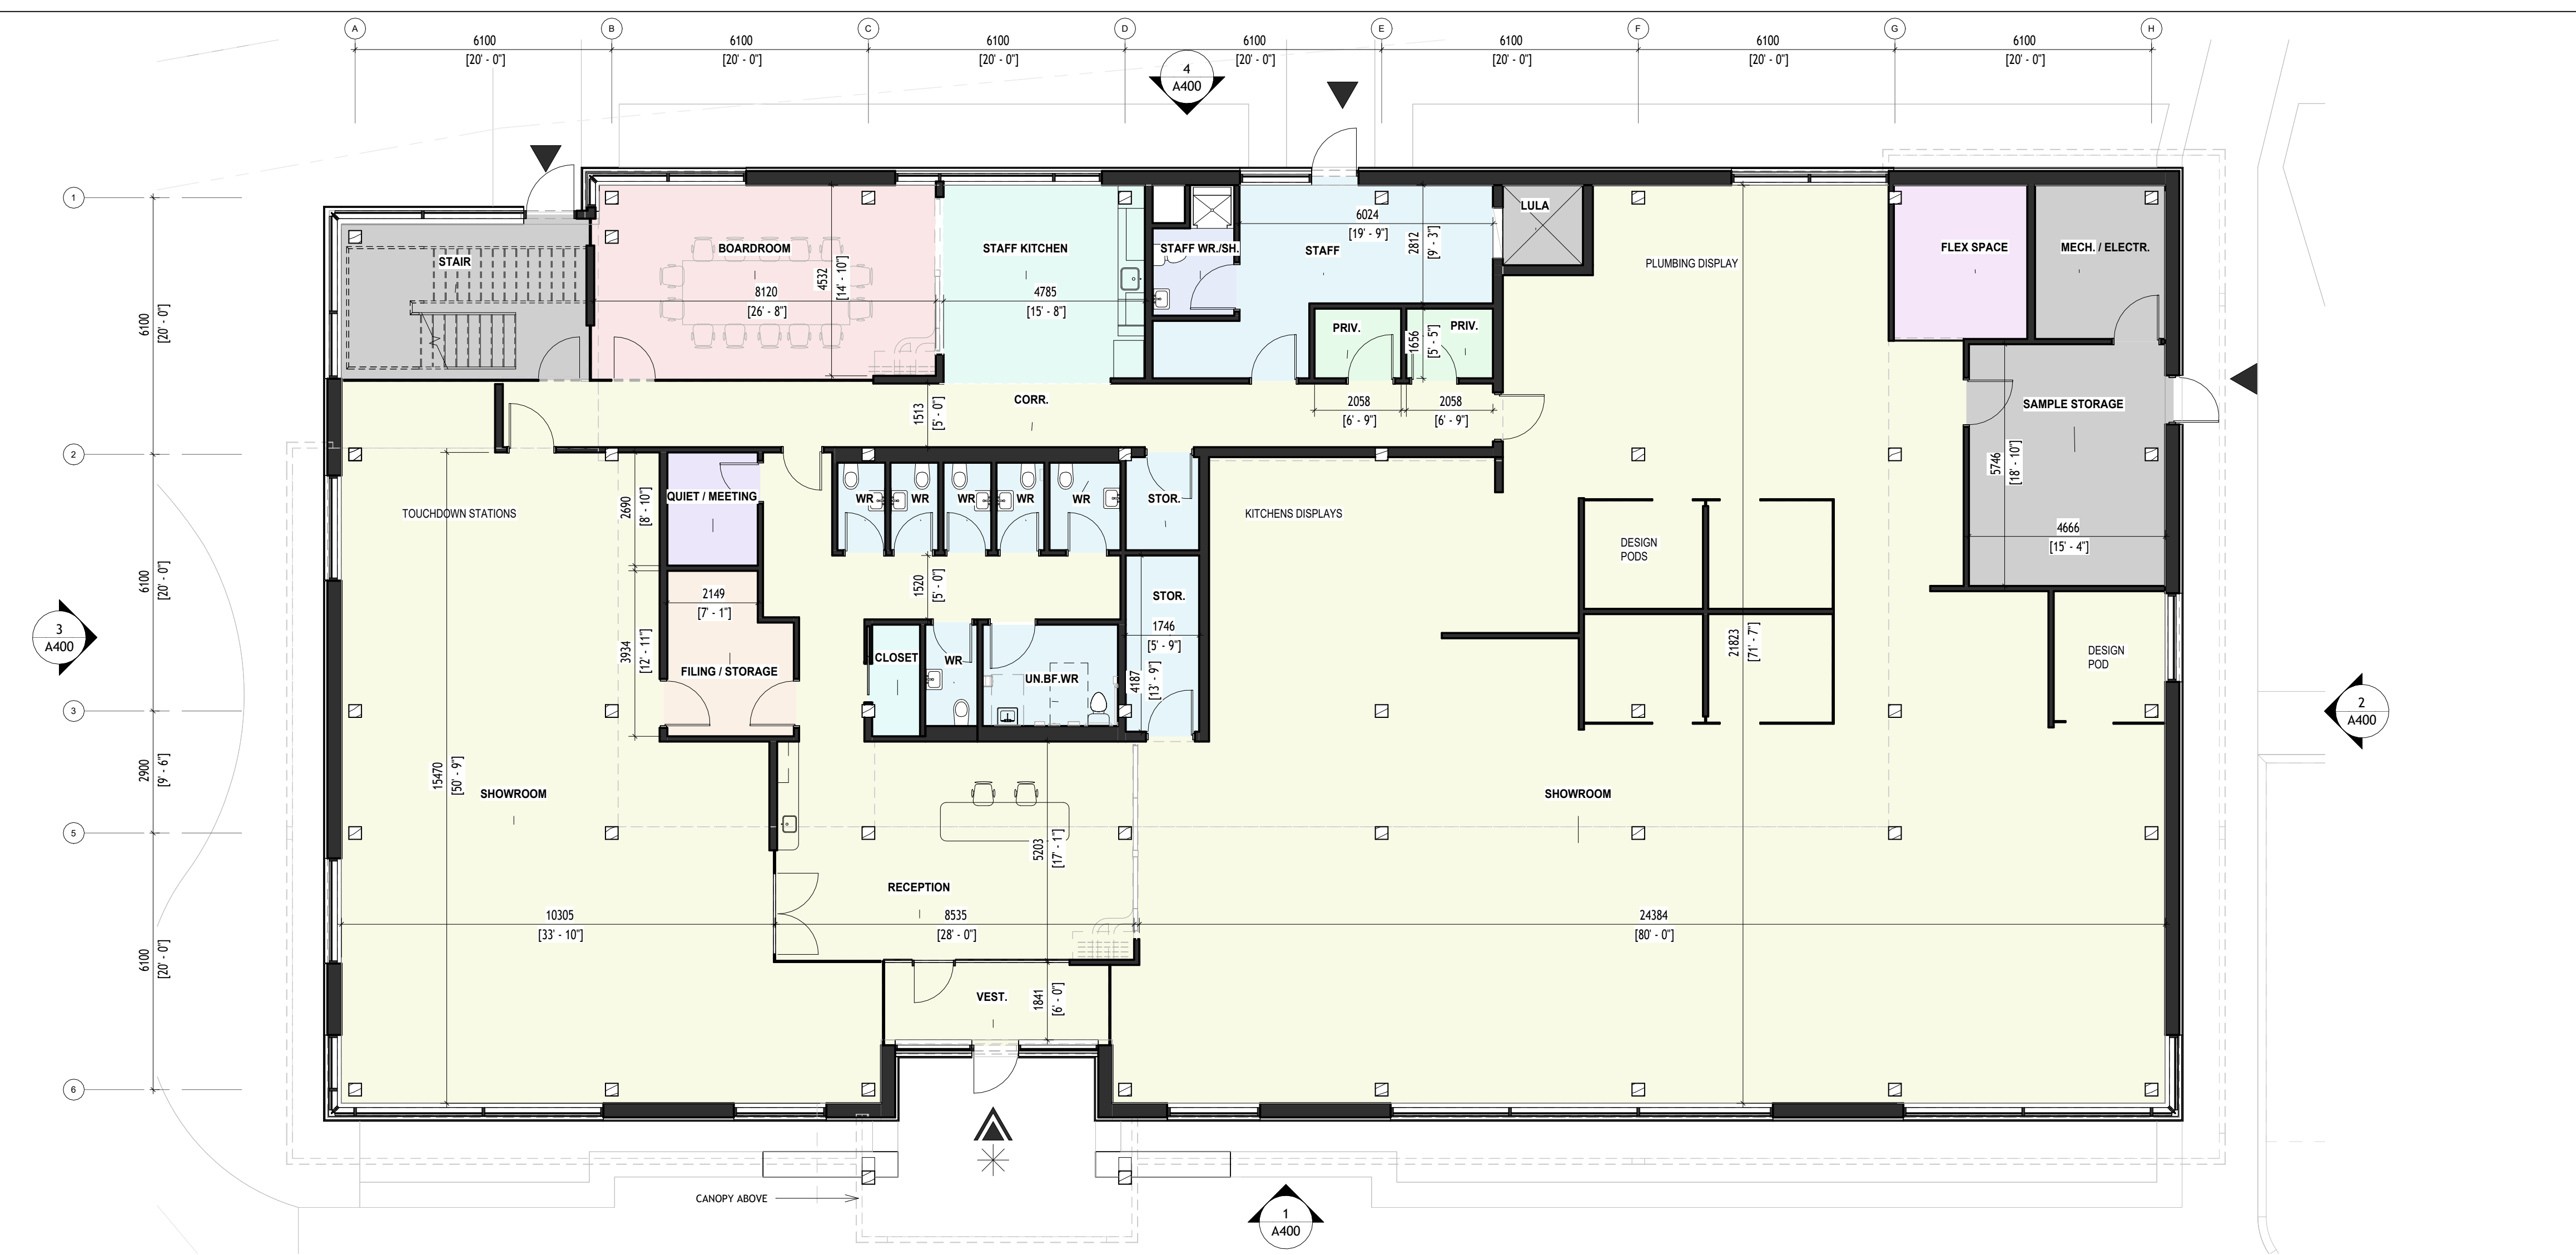 A B C D E F G H
6100 6100 6100 6100 6100 6100 6100
[20' - 0"] [20' - 0"] [20' - 0"] [20' - 0"] [20' - 0"] [20' - 0"] [20' - 0"]
4
A400
1
6100
[20' - 0"]
2
6100
[20' - 0"]
3
2900
[9' - 6"]
5
6100
[20' - 0"]
6
3
A400
STAIR
BOARDROOM
4532
[14' - 10"]
8120
[26' - 8"]
STAFF KITCHEN
4785
[15' - 8"]
STAFF WR./SH.
6024
[19' - 9"]
STAFF
2812
[9' - 3"]
LULA
PLUMBING DISPLAY
FLEX SPACE
MECH. / ELECTR.
PRIV.
PRIV.
1656
[5' - 5"]
CORR.
1513
[5' - 0"]
2058
[6' - 9"]
2058
[6' - 9"]
SAMPLE STORAGE
5746
[18' - 10"]
4666
[15' - 4"]
TOUCHDOWN STATIONS
2690
[8' - 10"]
QUIET / MEETING
WR
WR
WR
WR
WR
STOR.
KITCHENS DISPLAYS
DESIGN
PODS
1520
[5' - 0"]
2149
[7' - 1"]
3934
[12' - 11"]
FILING / STORAGE
CLOSET
WR
UN.BF.WR
STOR.
1746
[5' - 9"]
4187
[13' - 9"]
21823
[71' - 7"]
DESIGN
POD
2
A400
15470
[50' - 9"]
SHOWROOM
SHOWROOM
5203
[17' - 1"]
RECEPTION
10305
[33' - 10"]
8535
[28' - 0"]
24384
[80' - 0"]
VEST.
1841
[6' - 0"]
CANOPY ABOVE
1
A400